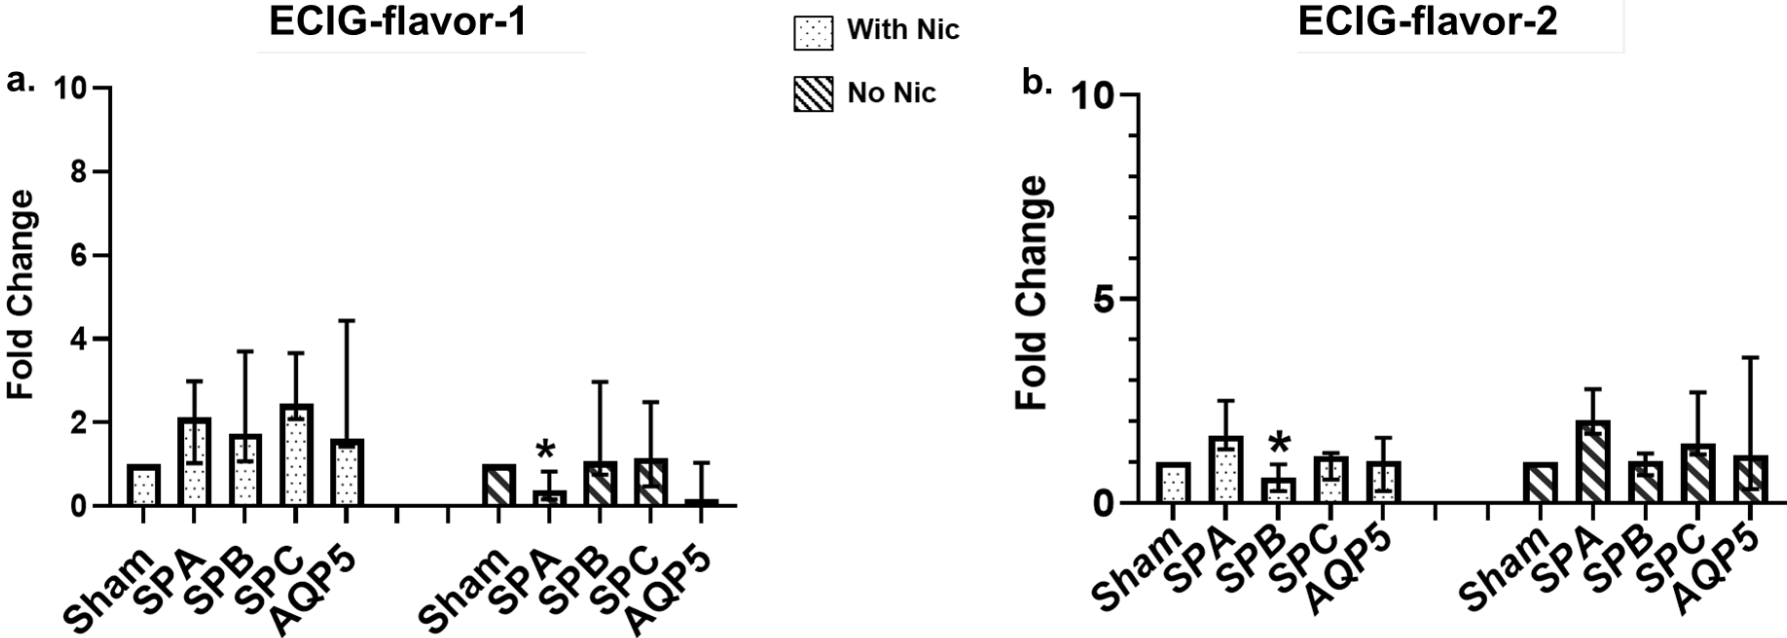 ECIG-flavor-1
With Nic
No Nic
ECIG-flavor-2
a.
Fold Change
10
8
6
4
2
0
*
Sham SPA SPB SPC AQP5 Sham SPA SPB SPC AQP5
b.
Fold Change
10
5
0
*
Sham SPA SPB SPC AQP5 Sham SPA SPB SPC AQP5